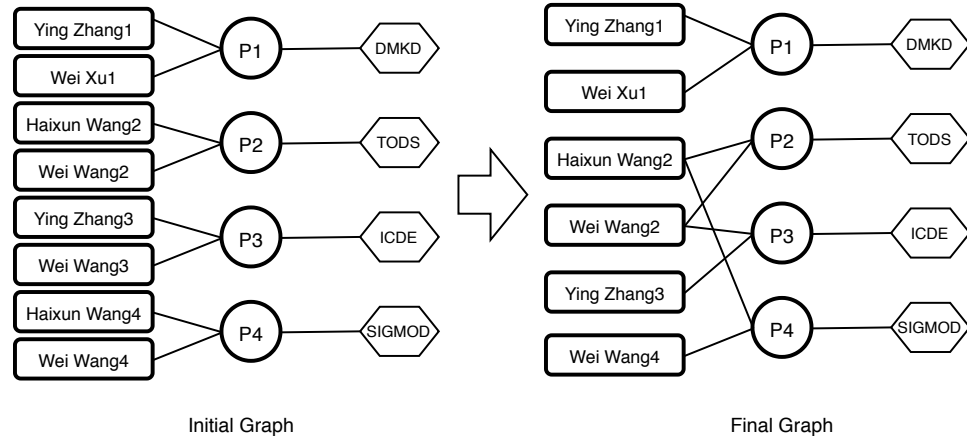 Ying Zhang1
Wei Xu1
P1
DMKD
Haixun Wang2
Wei Wang2
P2
TODS
Ying Zhang3
Wei Wang3
P3
ICDE
Haixun Wang4
Wei Wang4
P4
SIGMOD
Initial Graph
Ying Zhang1
Wei Xu1
P1
DMKD
Haixun Wang2
P2
TODS
Wei Wang2
P3
ICDE
Ying Zhang3
Wei Wang4
P4
SIGMOD
Final Graph